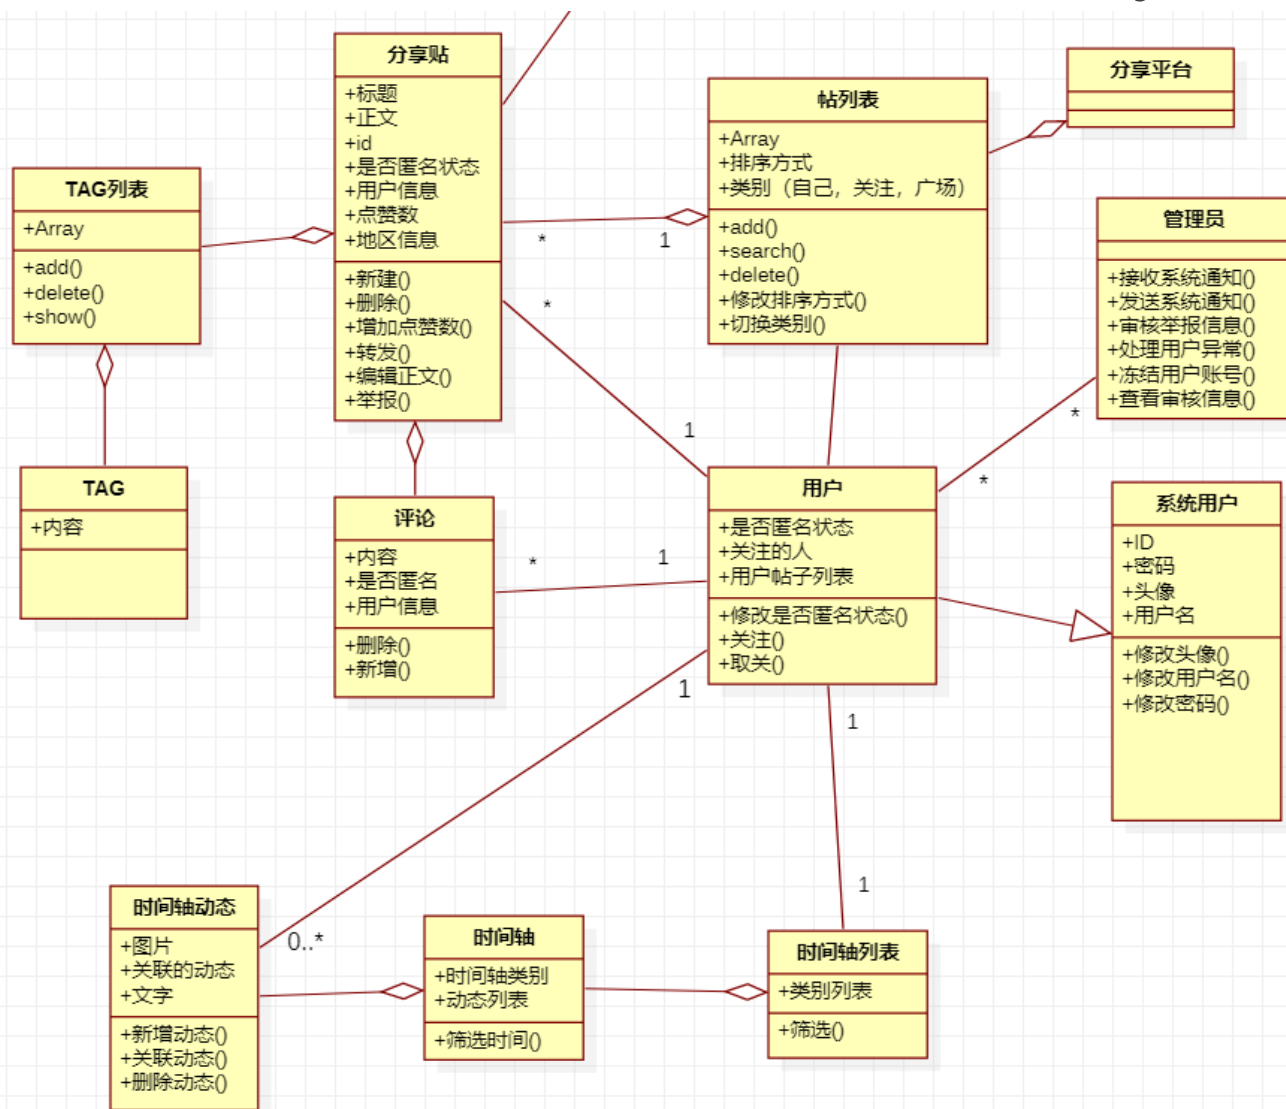 分享贴
+标题
+正文
+id
+是否匿名状态
+用户信息
+点赞数
+地区信息
+新建()
+删除()
+增加点赞数()
+转发()
+编辑正文()
+举报()
帖列表
+Array
+排序方式
+类别（自己，关注，广场）
+add()
+search()
+delete()
+修改排序方式()
+切换类别()
分享平台
TAG列表
+Array
+add()
+delete()
+show()
*
1
*
1
管理员
+接收系统通知()
+发送系统通知()
+审核举报信息()
+处理用户异常()
+冻结用户账号()
+查看审核信息()
*
*
TAG
+内容
评论
+内容
+是否匿名
+用户信息
+删除()
+新增()
*
1
用户
+是否匿名状态
+关注的人
+用户帖子列表
+修改是否匿名状态()
+关注()
+取关()
系统用户
+ID
+密码
+头像
+用户名
+修改头像()
+修改用户名()
+修改密码()
1
1
1
0..*
时间轴动态
+图片
+关联的动态
+文字
+新增动态()
+关联动态()
+删除动态()
时间轴
+时间轴类别
+动态列表
+筛选时间()
时间轴列表
+类别列表
+筛选()